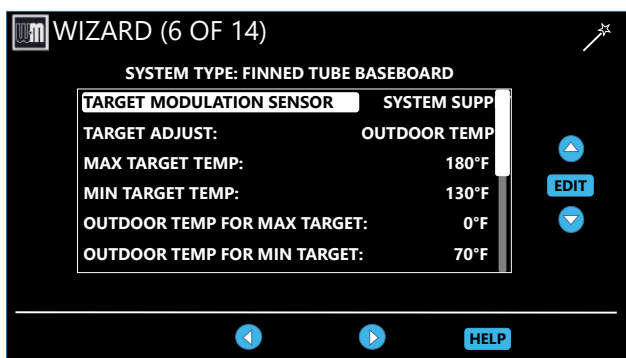 WM WIZARD (6 OF 14)
SYSTEM TYPE: FINNED TUBE BASEBOARD
TARGET MODULATION SENSOR SYSTEM SUPP
TARGET ADJUST: OUTDOOR TEMP
MAX TARGET TEMP: 180°F
MIN TARGET TEMP: 130°F
OUTDOOR TEMP FOR MAX TARGET: 0°F
OUTDOOR TEMP FOR MIN TARGET: 70°F
EDIT
HELP